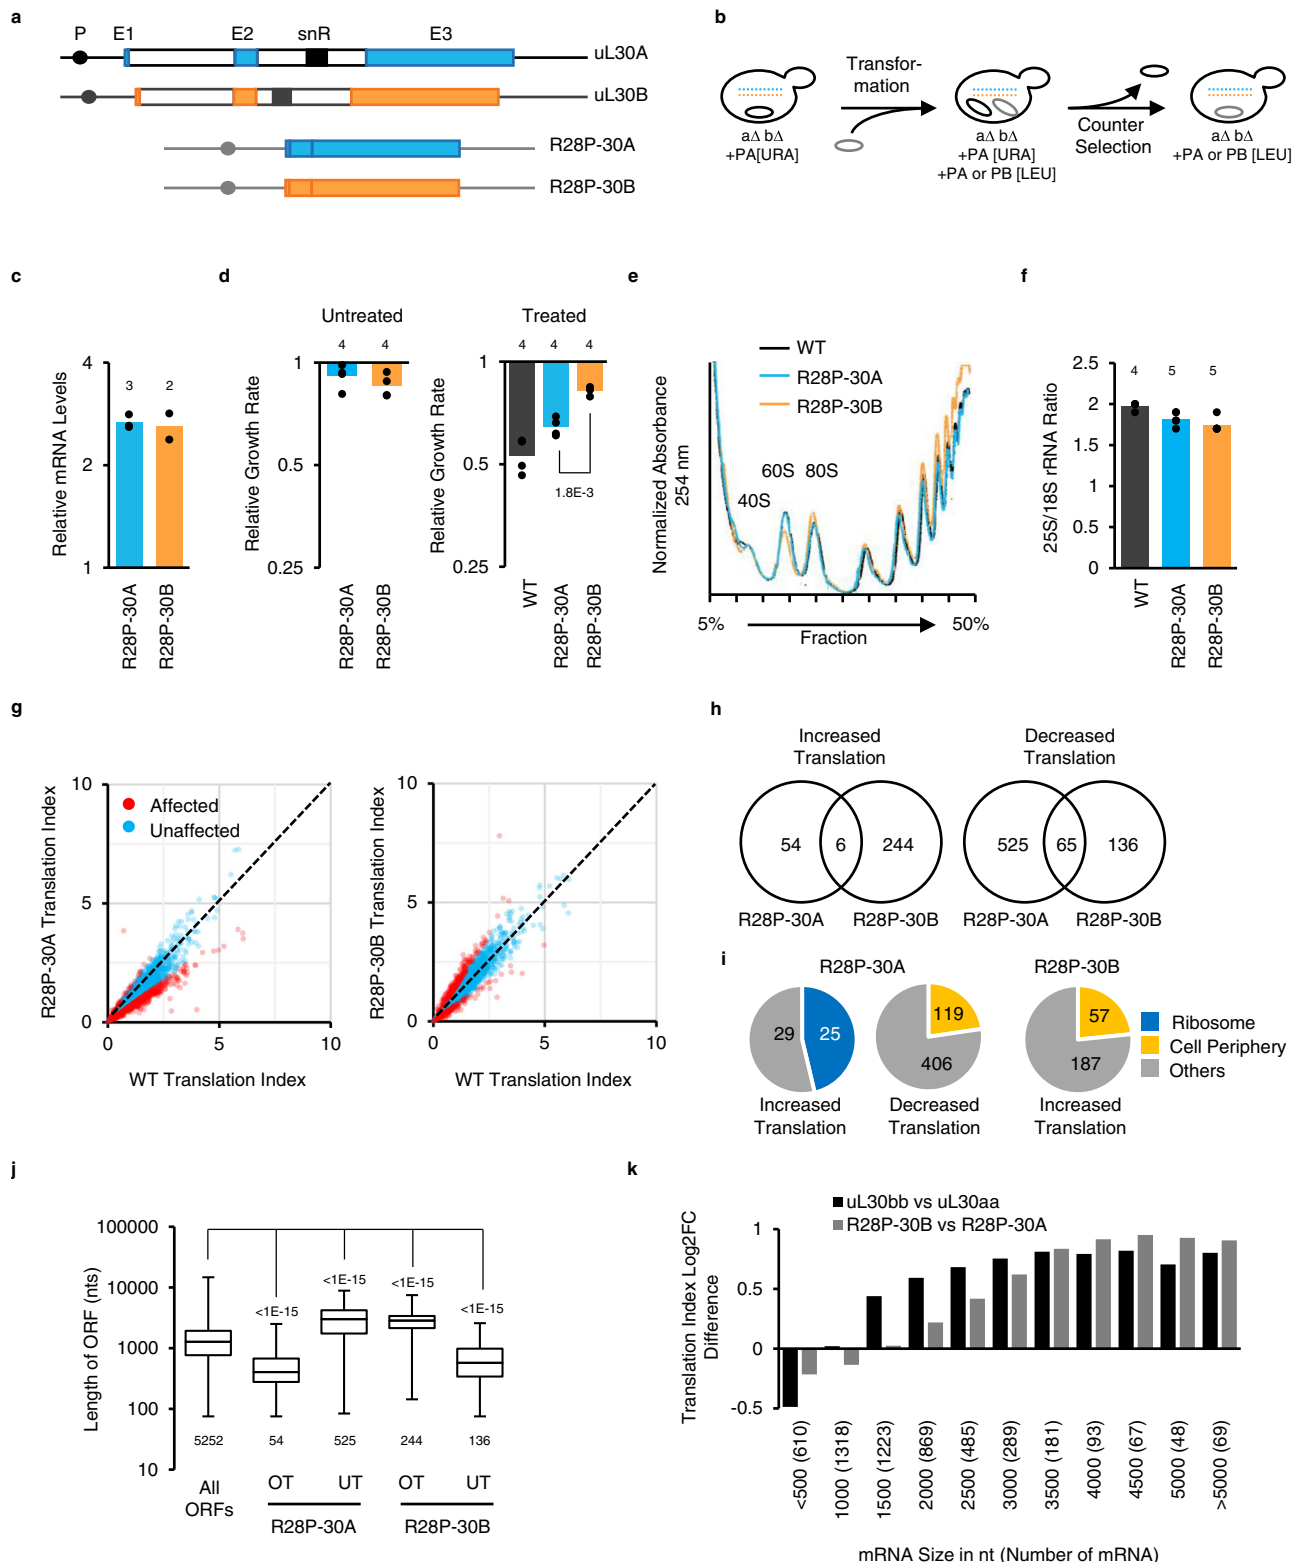 a
P E1 E2 snR E3
uL30A
uL30B
R28P-30A
R28P-30B
b
Transfor-
mation
Counter
Selection
aΔ bΔ
+PA[URA]
aΔ bΔ
+PA [URA]
+PA or PB [LEU]
aΔ bΔ
+PA or PB [LEU]
c
Relative mRNA Levels
4
2
1
3 2
R28P-30A
R28P-30B
d
Untreated
Relative Growth Rate
4 4
1
0.5
0.25
R28P-30A
R28P-30B
Treated
Relative Growth Rate
4 4 4
1
0.5
0.25
1.8E-3
WT
R28P-30A
R28P-30B
e
WT
R28P-30A
R28P-30B
Normalized Absorbance
254 nm
40S
60S 80S
5% Fraction 50%
f
25S/18S rRNA Ratio
2.5
2
1.5
1
0.5
0
4 5 5
WT
R28P-30A
R28P-30B
g
R28P-30A Translation Index
10
5
0
Affected
Unaffected
0 5 10
WT Translation Index
R28P-30B Translation Index
10
5
0
0 5 10
WT Translation Index
h
Increased
Translation
54 6 244
R28P-30A R28P-30B
Decreased
Translation
525 65 136
R28P-30A R28P-30B
i
R28P-30A
R28P-30B
29 25
Increased
Translation
119
406
Decreased
Translation
57
187
Increased
Translation
Ribosome
Cell Periphery
Others
j
Length of ORF (nts)
100000
10000
1000
100
10
<1E-15
<1E-15
<1E-15
<1E-15
5252 54 525 244 136
All
ORFs
OT UT OT UT
R28P-30A R28P-30B
k
uL30bb vs uL30aa
R28P-30B vs R28P-30A
Translation Index Log2FC
Difference
1
0.5
0
-0.5
<500 (610)
1000 (1318)
1500 (1223)
2000 (869)
2500 (485)
3000 (289)
3500 (181)
4000 (93)
4500 (67)
5000 (48)
>5000 (69)
mRNA Size in nt (Number of mRNA)